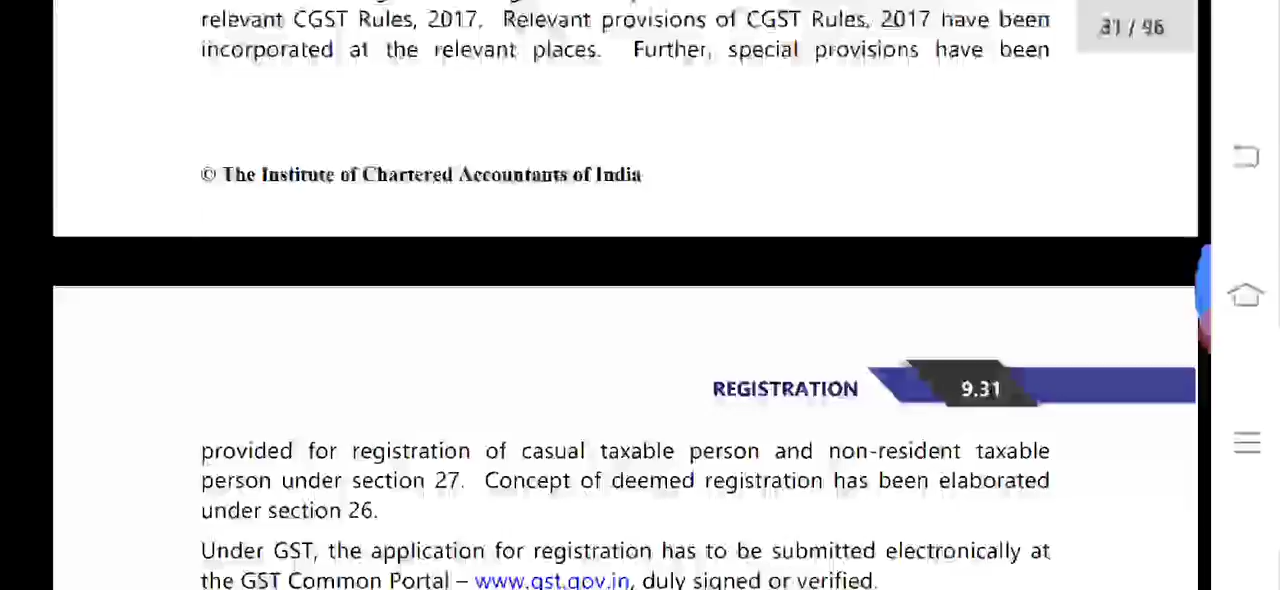 relevant CGST Rules, 2017. Relevant provisions of CGST Rules, 2017 have been
31 / 96
incorporated at the relevant places. Further, special provisions have been
© The Institute of Chartered Accountants of India
REGISTRATION 9.31
provided for registration of casual taxable person and non-resident taxable
person under section 27. Concept of deemed registration has been elaborated
under section 26.
Under GST, the application for registration has to be submitted electronically at
the GST Common Portal – www.gst.gov.in, duly signed or verified.